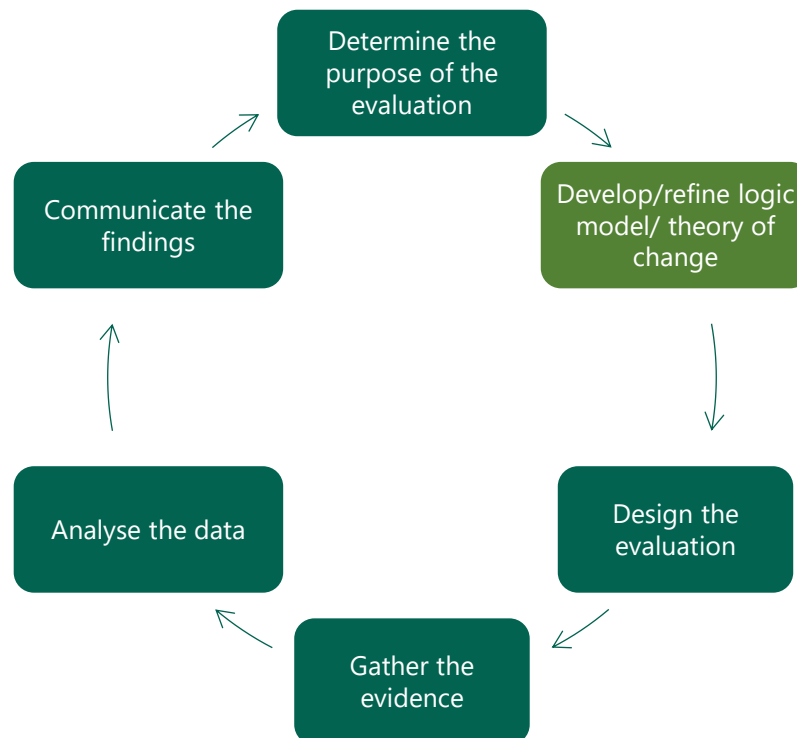 Determine the
purpose of the
evaluation
Develop/refine logic
model/ theory of
change
Design the
evaluation
Gather the
evidence
Analyse the data
Communicate the
findings